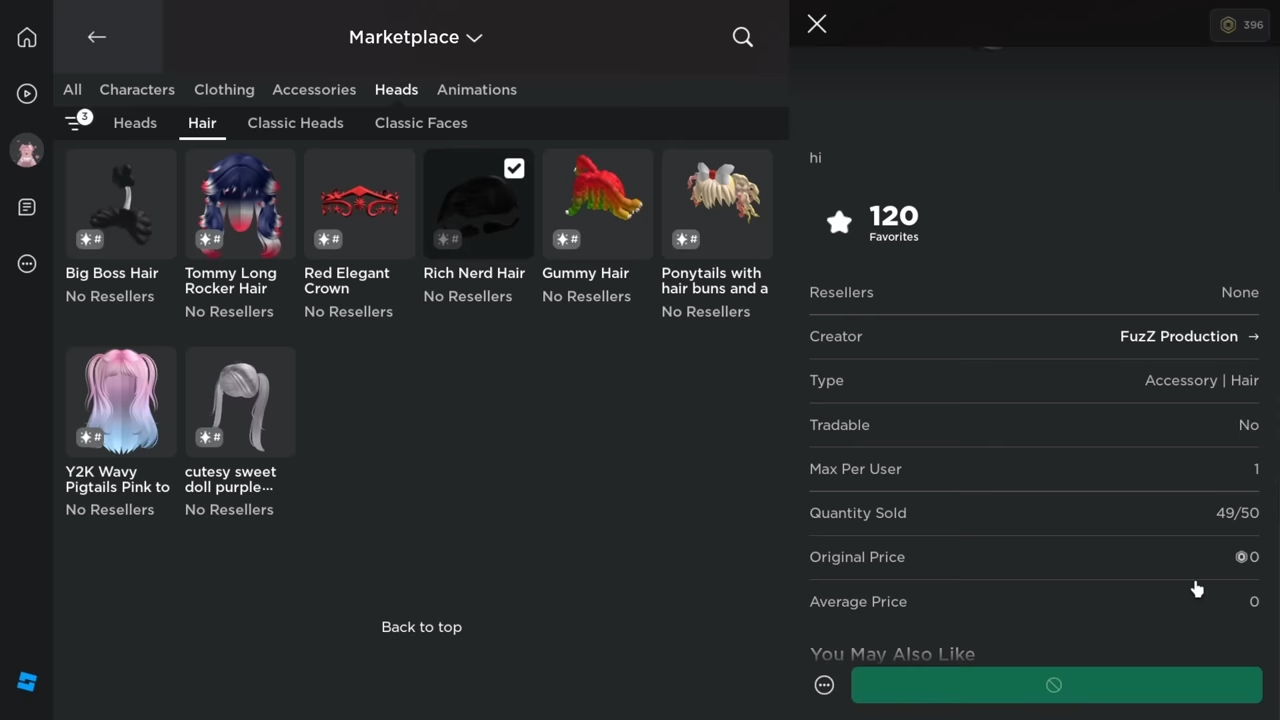 Marketplace
396
All Characters Clothing Accessories Heads Animations
3
Heads Hair Classic Heads Classic Faces
#
#
#
#
#
#
Big Boss Hair
No Resellers
Tommy Long
Rocker Hair
No Resellers
Red Elegant
Crown
No Resellers
Rich Nerd Hair
No Resellers
Gummy Hair
No Resellers
Ponytails with
hair buns and a
No Resellers
#
#
Y2K Wavy
Pigtails Pink to
No Resellers
cutesy sweet
doll purple...
No Resellers
Back to top
hi
120
Favorites
Resellers None
Creator FuzZ Production →
Type Accessory | Hair
Tradable No
Max Per User 1
Quantity Sold 49/50
Original Price 0
Average Price 0
You May Also Like